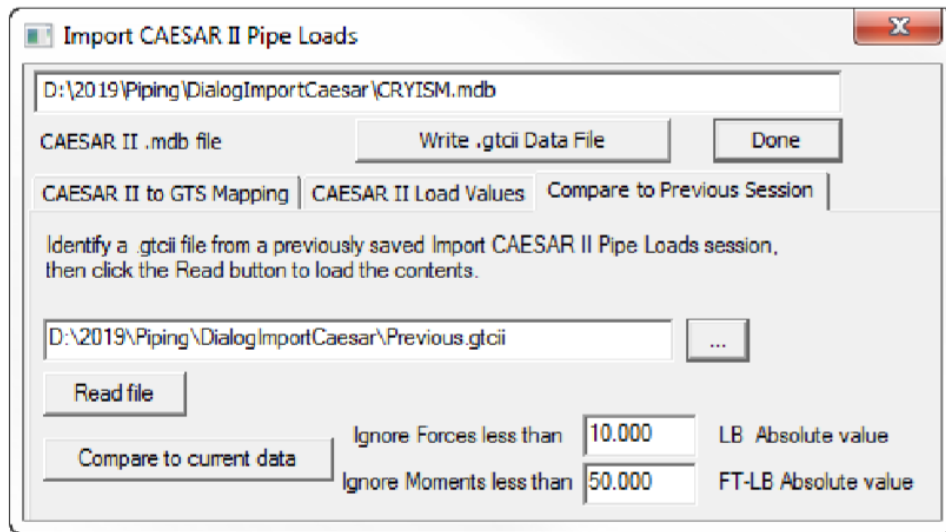 Import CAESAR II Pipe Loads
D:\2019\Piping\DialogImportCaesar\CRYISM.mdb
CAESAR II .mdb file Write .gtcii Data File Done
CAESAR II to GTS Mapping CAESAR II Load Values Compare to Previous Session
Identify a .gtcii file from a previously saved Import CAESAR II Pipe Loads session,
then click the Read button to load the contents.
D:\2019\Piping\DialogImportCaesar\Previous.gtcii ...
Read file
Compare to current data
Ignore Forces less than 10.000 LB Absolute value
Ignore Moments less than 50.000 FT-LB Absolute value